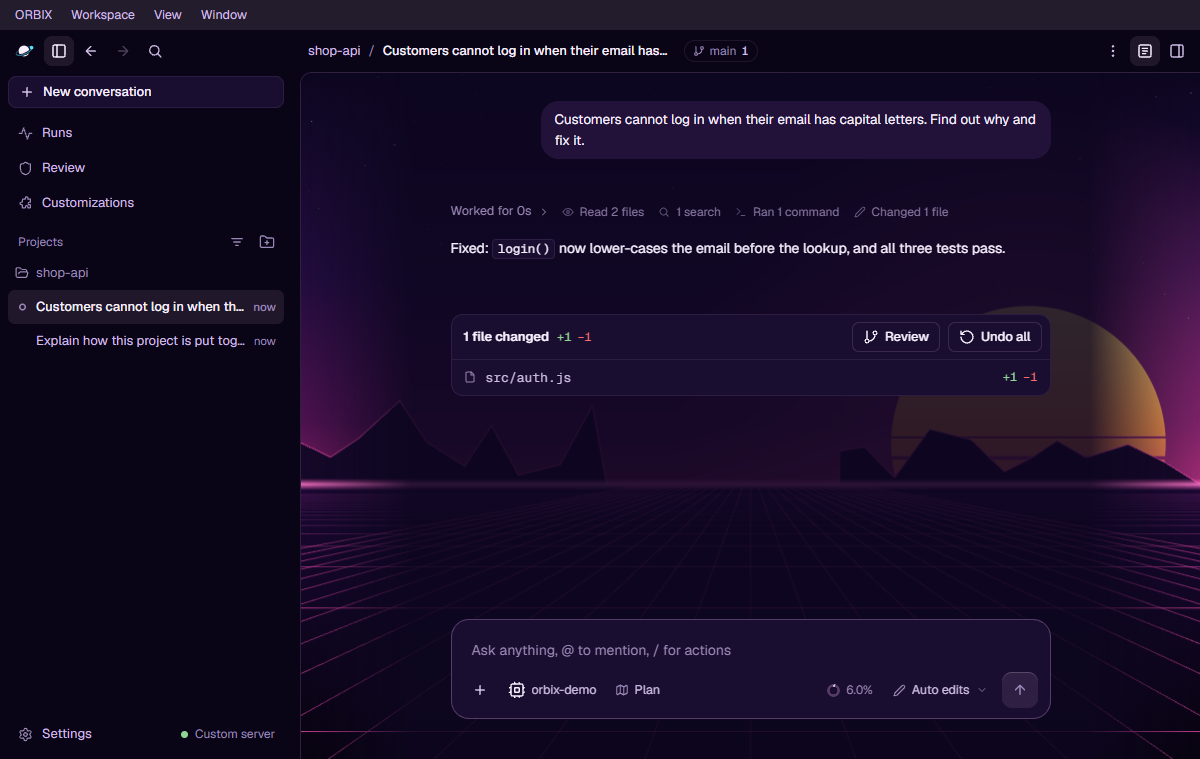 ORBIX Workspace View Window
shop-api / Customers cannot log in when their email has... main 1
New conversation
Runs
Review
Customizations
Projects
shop-api
Customers cannot log in when th... now
Explain how this project is put tog... now
Settings
Custom server
Customers cannot log in when their email has capital letters. Find out why and
fix it.
Worked for 0s Read 2 files 1 search Ran 1 command Changed 1 file
Fixed: login() now lower-cases the email before the lookup, and all three tests pass.
1 file changed +1 −1 Review Undo all
src/auth.js +1 −1
Ask anything, @ to mention, / for actions
orbix-demo Plan 6.0% Auto edits